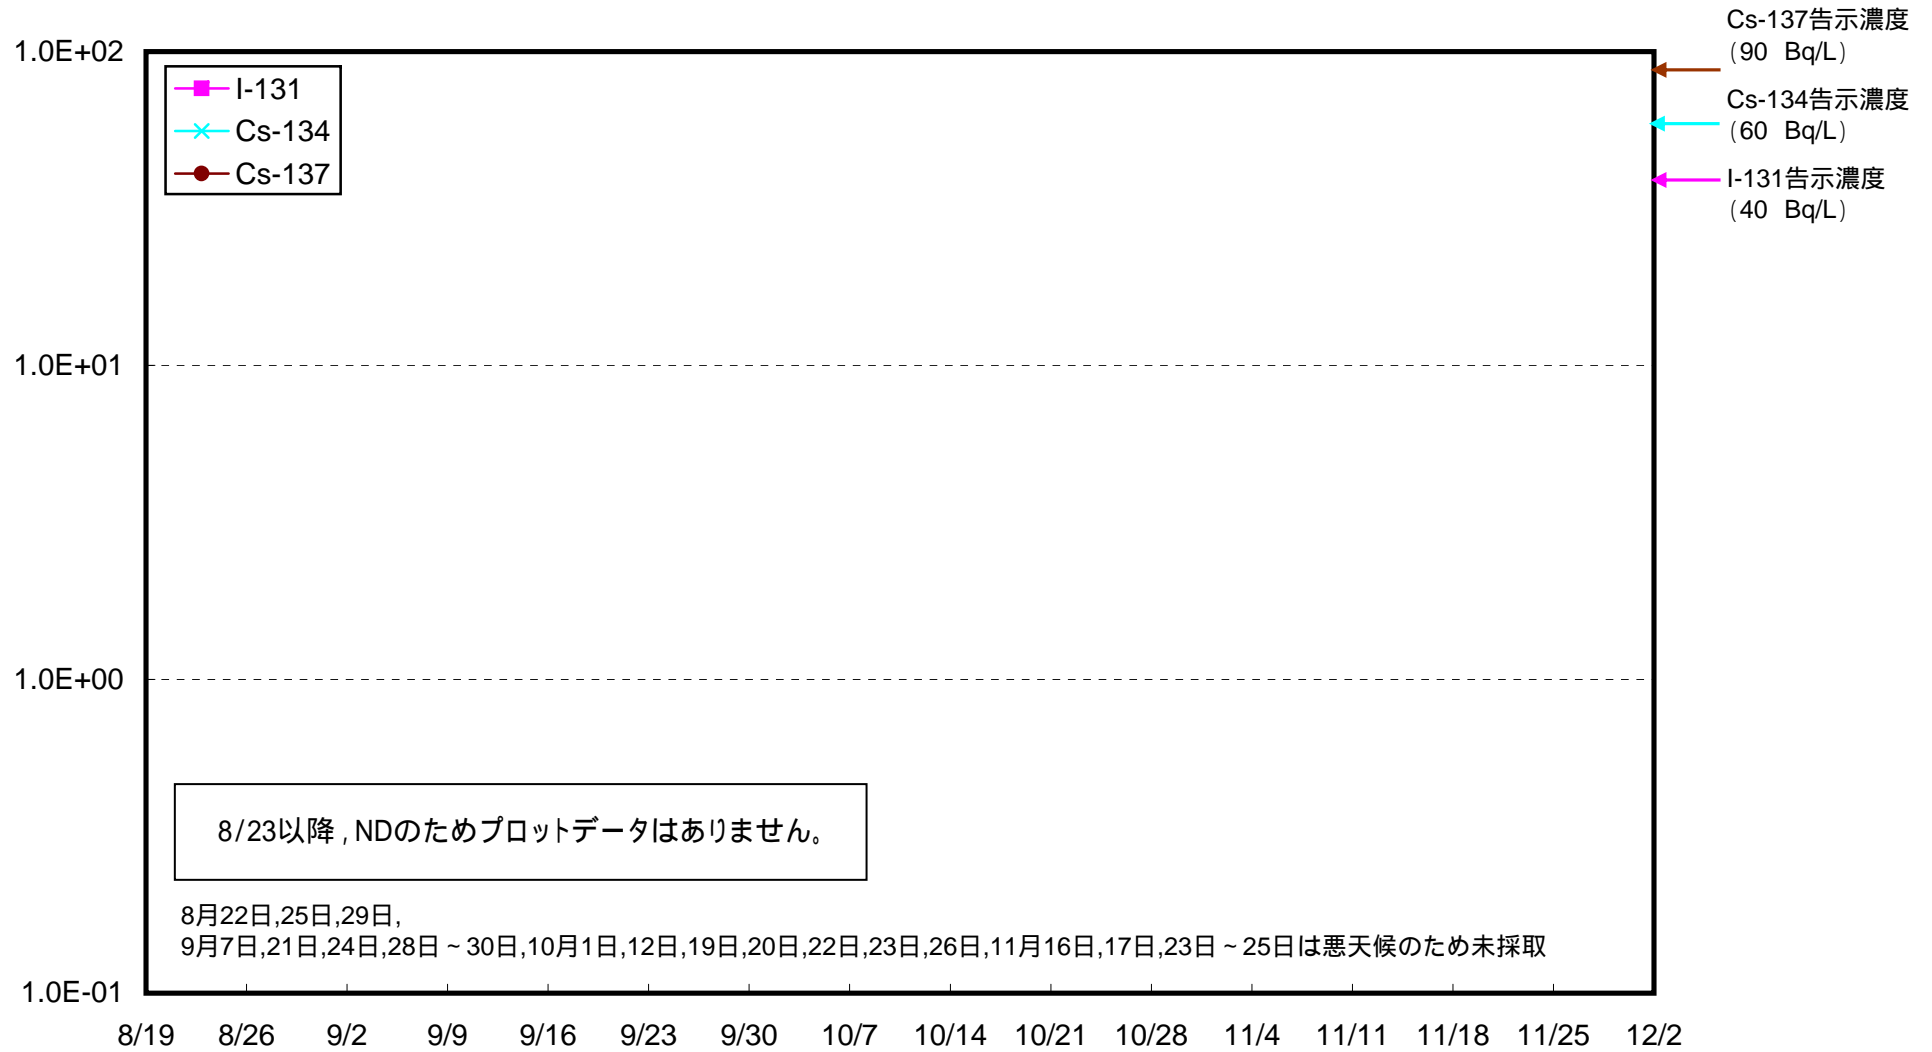 Cs-137告示濃度
(90 Bq/L)
Cs-134告示濃度
(60 Bq/L)
I-131告示濃度
(40 Bq/L)
1.0E+02
1.0E+01
1.0E+00
1.0E-01
I-131
Cs-134
Cs-137
8/23以降,NDのためプロットデータはありません。
8月22日,25日,29日,
9月7日,21日,24日,28日~30日,10月1日,12日,19日,20日,22日,23日,26日,11月16日,17日,23日~25日は悪天候のため未採取
8/19 8/26 9/2 9/9 9/16 9/23 9/30 10/7 10/14 10/21 10/28 11/4 11/11 11/18 11/25 12/2